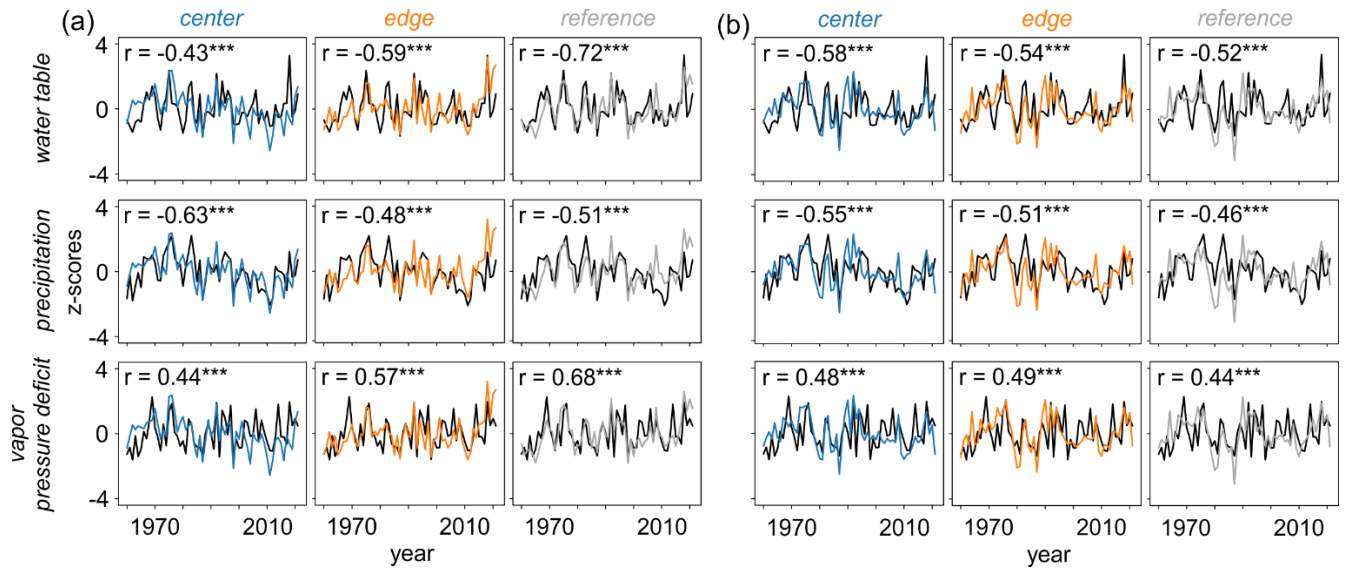 (a) center edge reference (b) center edge reference
water table
4
0
-4
r = -0.43***
r = -0.59***
r = -0.72***
r = -0.58***
r = -0.54***
r = -0.52***
precipitation
z-scores
4
0
-4
r = -0.63***
r = -0.48***
r = -0.51***
r = -0.55***
r = -0.51***
r = -0.46***
vapor
pressure deficit
4
0
-4
r = 0.44***
r = 0.57***
r = 0.68***
r = 0.48***
r = 0.49***
r = 0.44***
1970 2010 1970 2010 1970 2010 1970 2010 1970 2010 1970 2010
year year